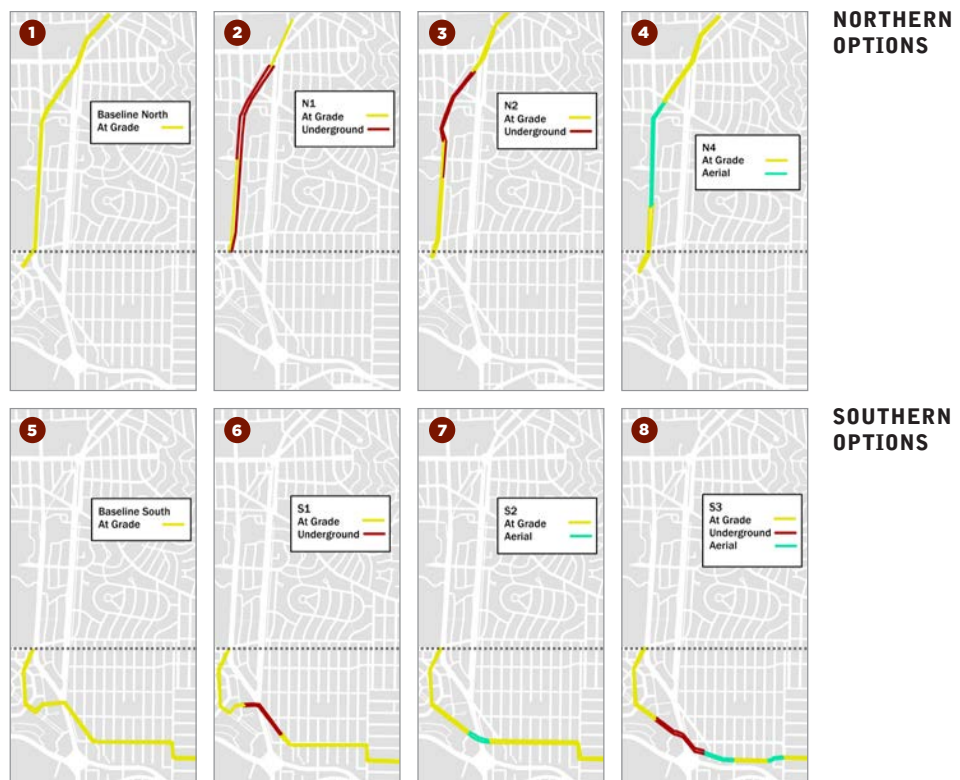 1
Baseline North
At Grade
2
N1
At Grade
Underground
3
N2
At Grade
Underground
4
N4
At Grade
Aerial
NORTHERN
OPTIONS
5
Baseline South
At Grade
6
S1
At Grade
Underground
7
S2
At Grade
Aerial
8
S3
At Grade
Underground
Aerial
SOUTHERN
OPTIONS